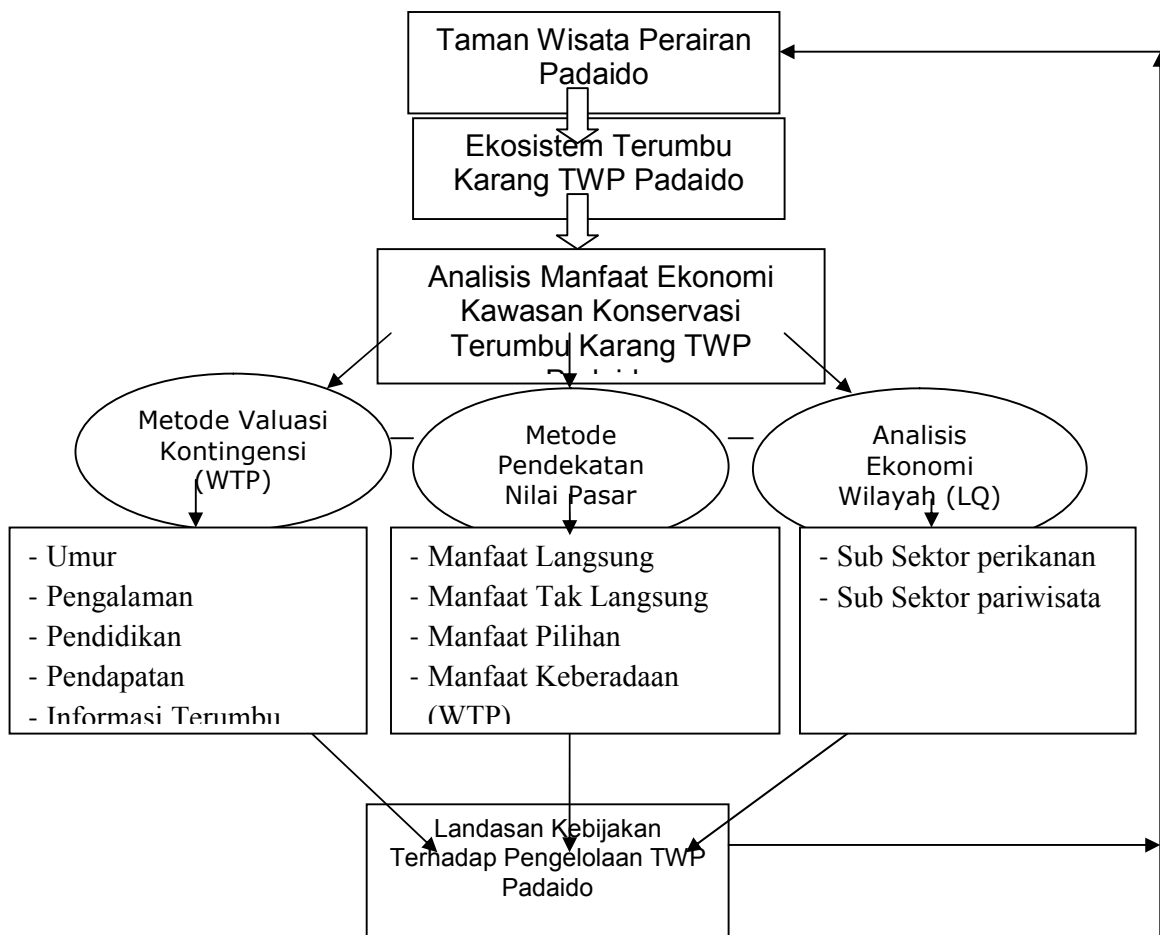 Taman Wisata Perairan
Padaido
Ekosistem Terumbu
Karang TWP Padaido
Analisis Manfaat Ekonomi
Kawasan Konservasi
Terumbu Karang TWP
Metode Valuasi
Kontingensi
(WTP)
Metode
Pendekatan
Nilai Pasar
Analisis
Ekonomi
Wilayah (LQ)
- Umur
- Pengalaman
- Pendidikan
- Pendapatan
- Informasi Terumbu
- Manfaat Langsung
- Manfaat Tak Langsung
- Manfaat Pilihan
- Manfaat Keberadaan
(WTP)
- Sub Sektor perikanan
- Sub Sektor pariwisata
Landasan Kebijakan
Terhadap Pengelolaan TWP
Padaido